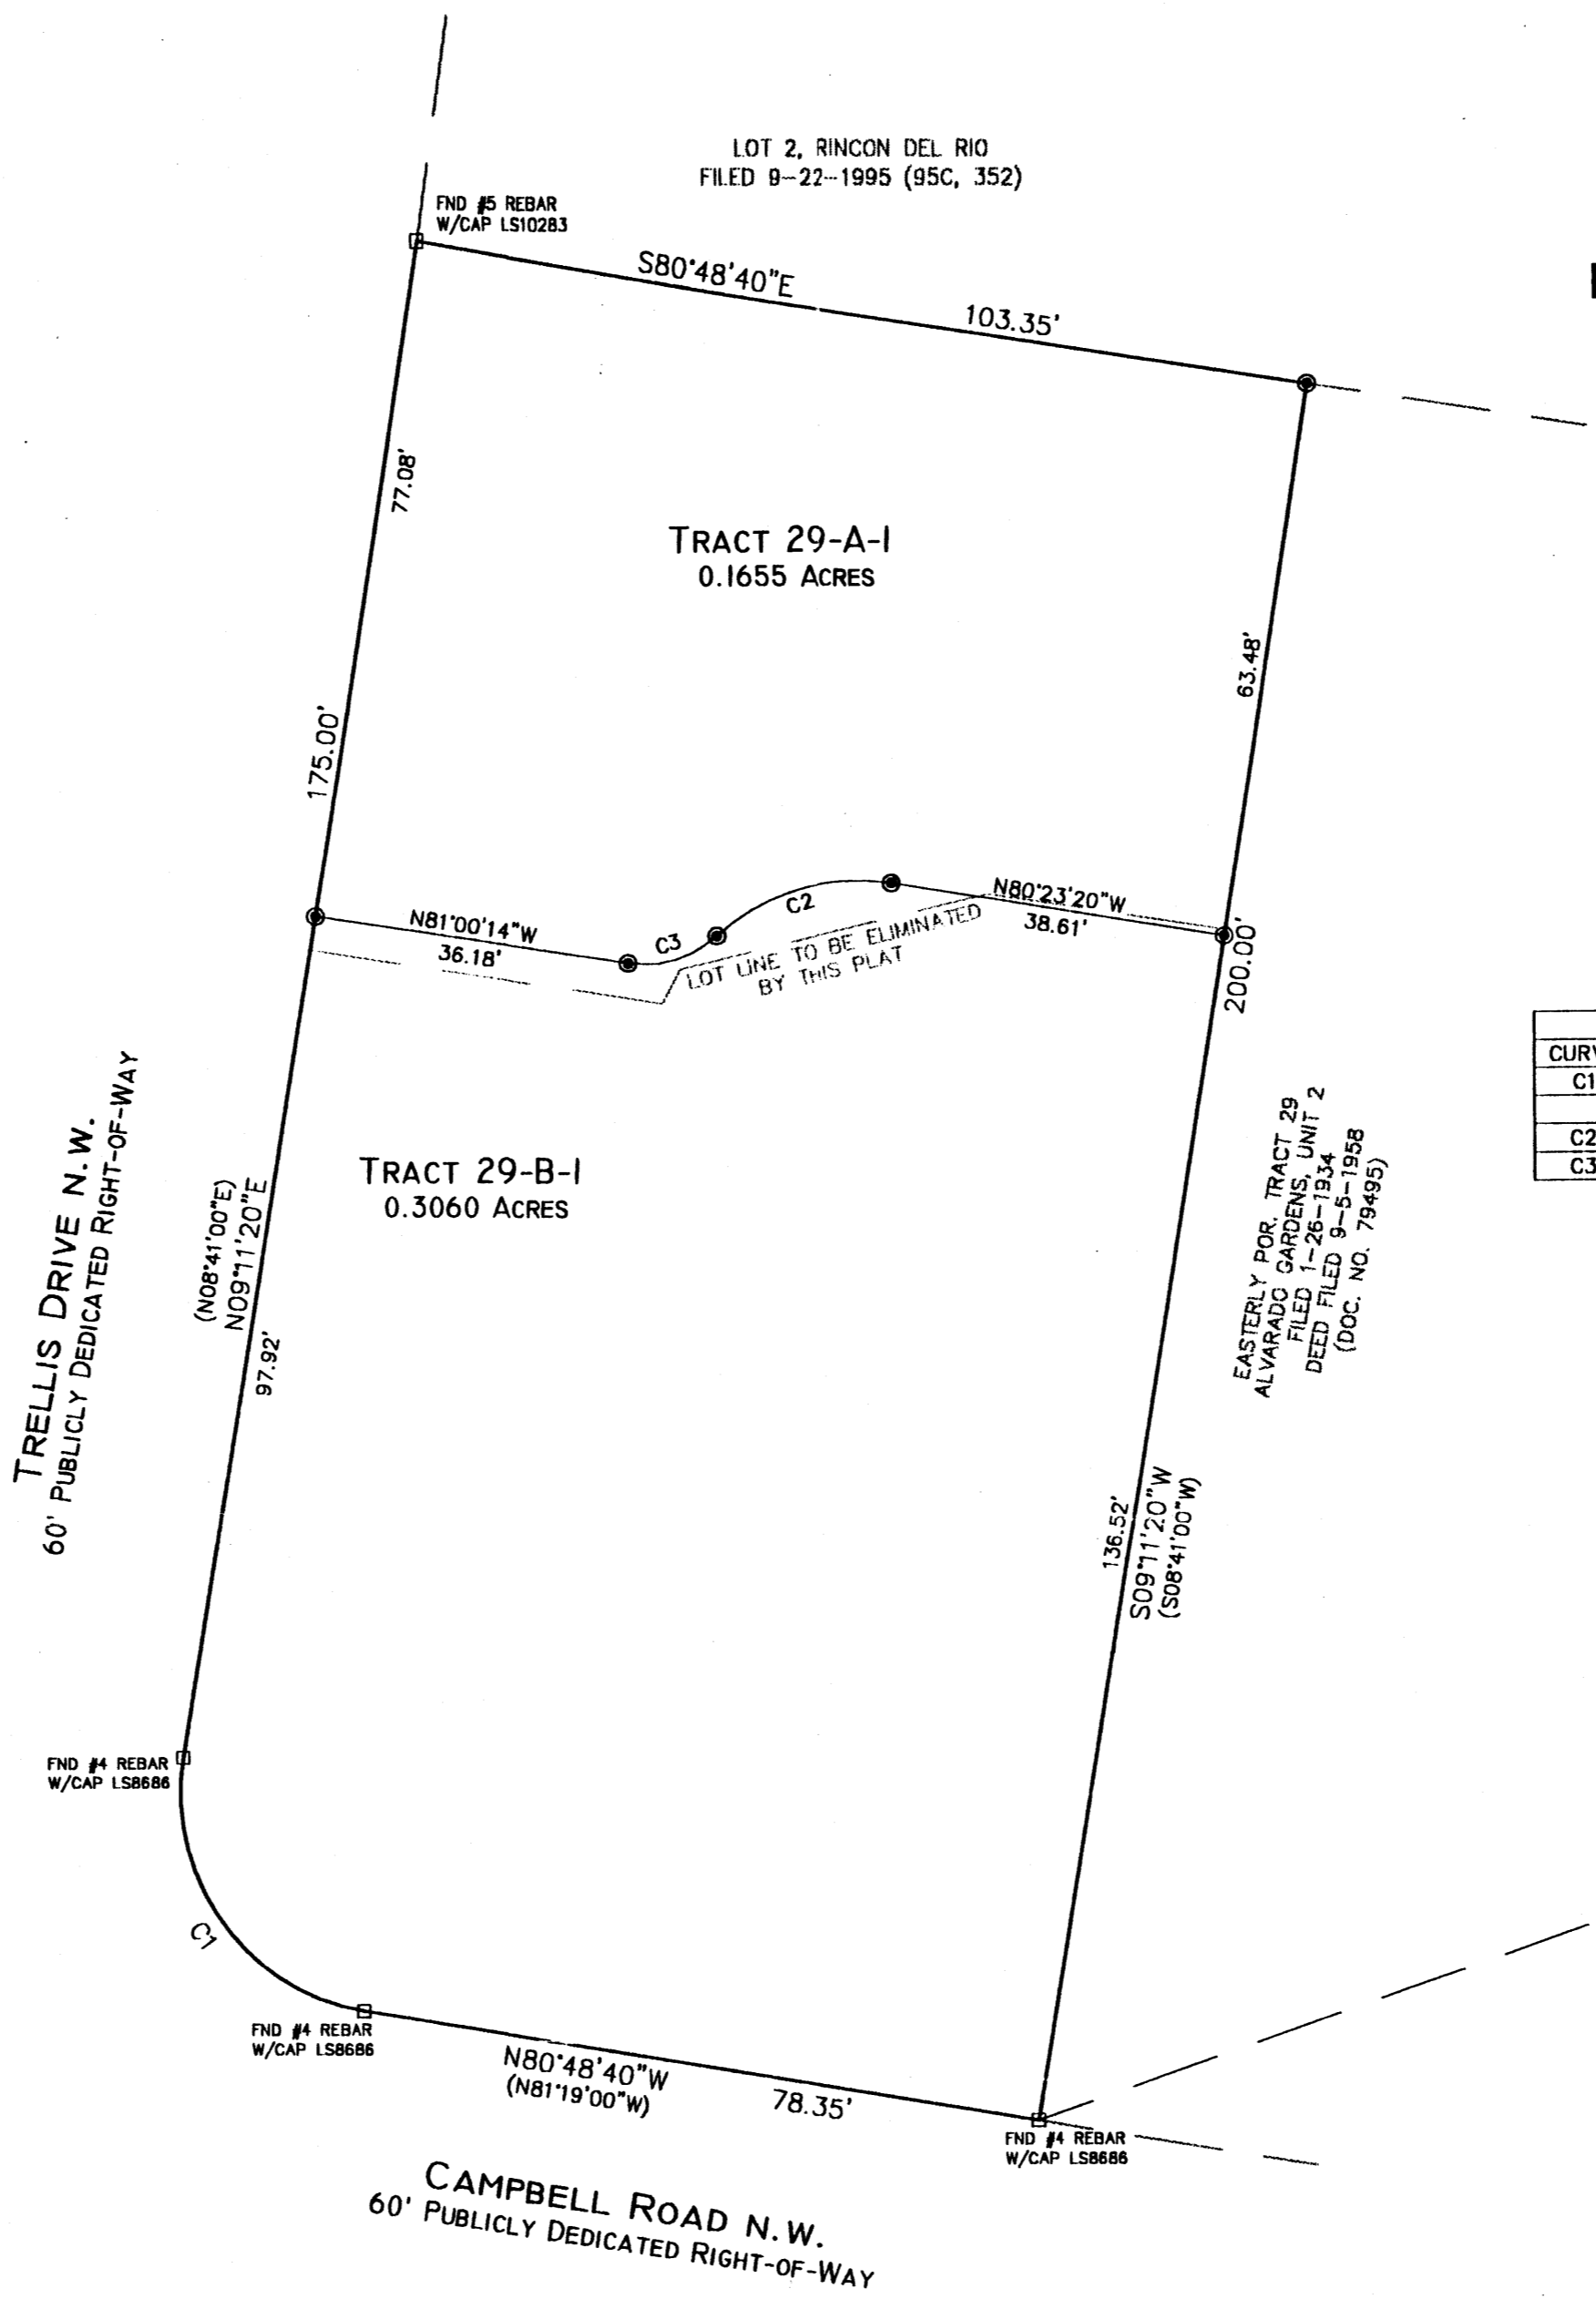 LOT 2, RINCON DEL RIO
FILED 9-22-1995 (95C, 352)
FND #5 REBAR
W/CAP LS10283
S80°48'40"E
103.35'
77.08'
TRACT 29-A-1
0.1655 ACRES
63.48'
175.00'
N81°00'14"W
36.18'
C3
C2
N80°23'20"W
38.61'
LOT LINE TO BE ELIMINATED
BY THIS PLAT
200.00'
CURV
C1
C2
C3
TRELLIS DRIVE N.W.
60' PUBLICLY DEDICATED RIGHT-OF-WAY
TRACT 29-B-1
0.3060 ACRES
(N08°41'00"E)
N09°11'20"E
97.92'
EASTERLY POR. TRACT 29
ALVARADO GARDENS, UNIT 2
FILED 1-26-1934
DEED FILED 9-5-1958
(DOC. NO. 79495)
136.52'
S09°11'20"W
(S08°41'00"W)
FND #4 REBAR
W/CAP LS8686
C1
FND #4 REBAR
W/CAP LS8686
N80°48'40"W
(N81°19'00"W)
78.35'
FND #4 REBAR
W/CAP LS8686
CAMPBELL ROAD N.W.
60' PUBLICLY DEDICATED RIGHT-OF-WAY